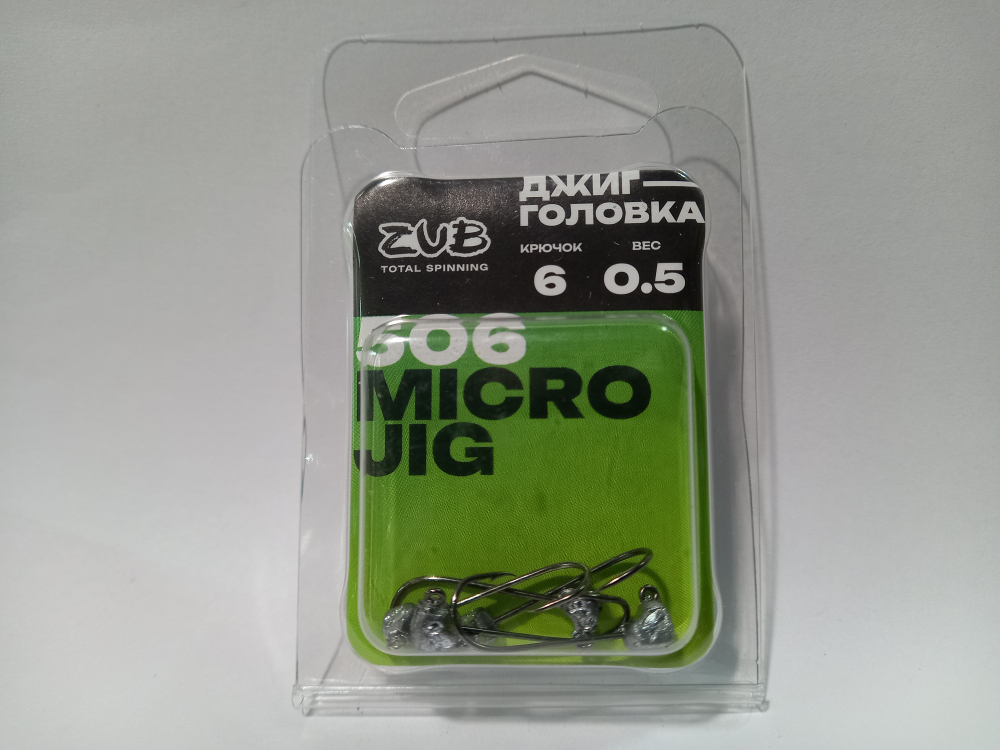 ДЖИГ—
ГОЛОВКА
ZUB
TOTAL SPINNING
КРЮЧОК ВЕС
6 0.5
506
MICRO
JIG